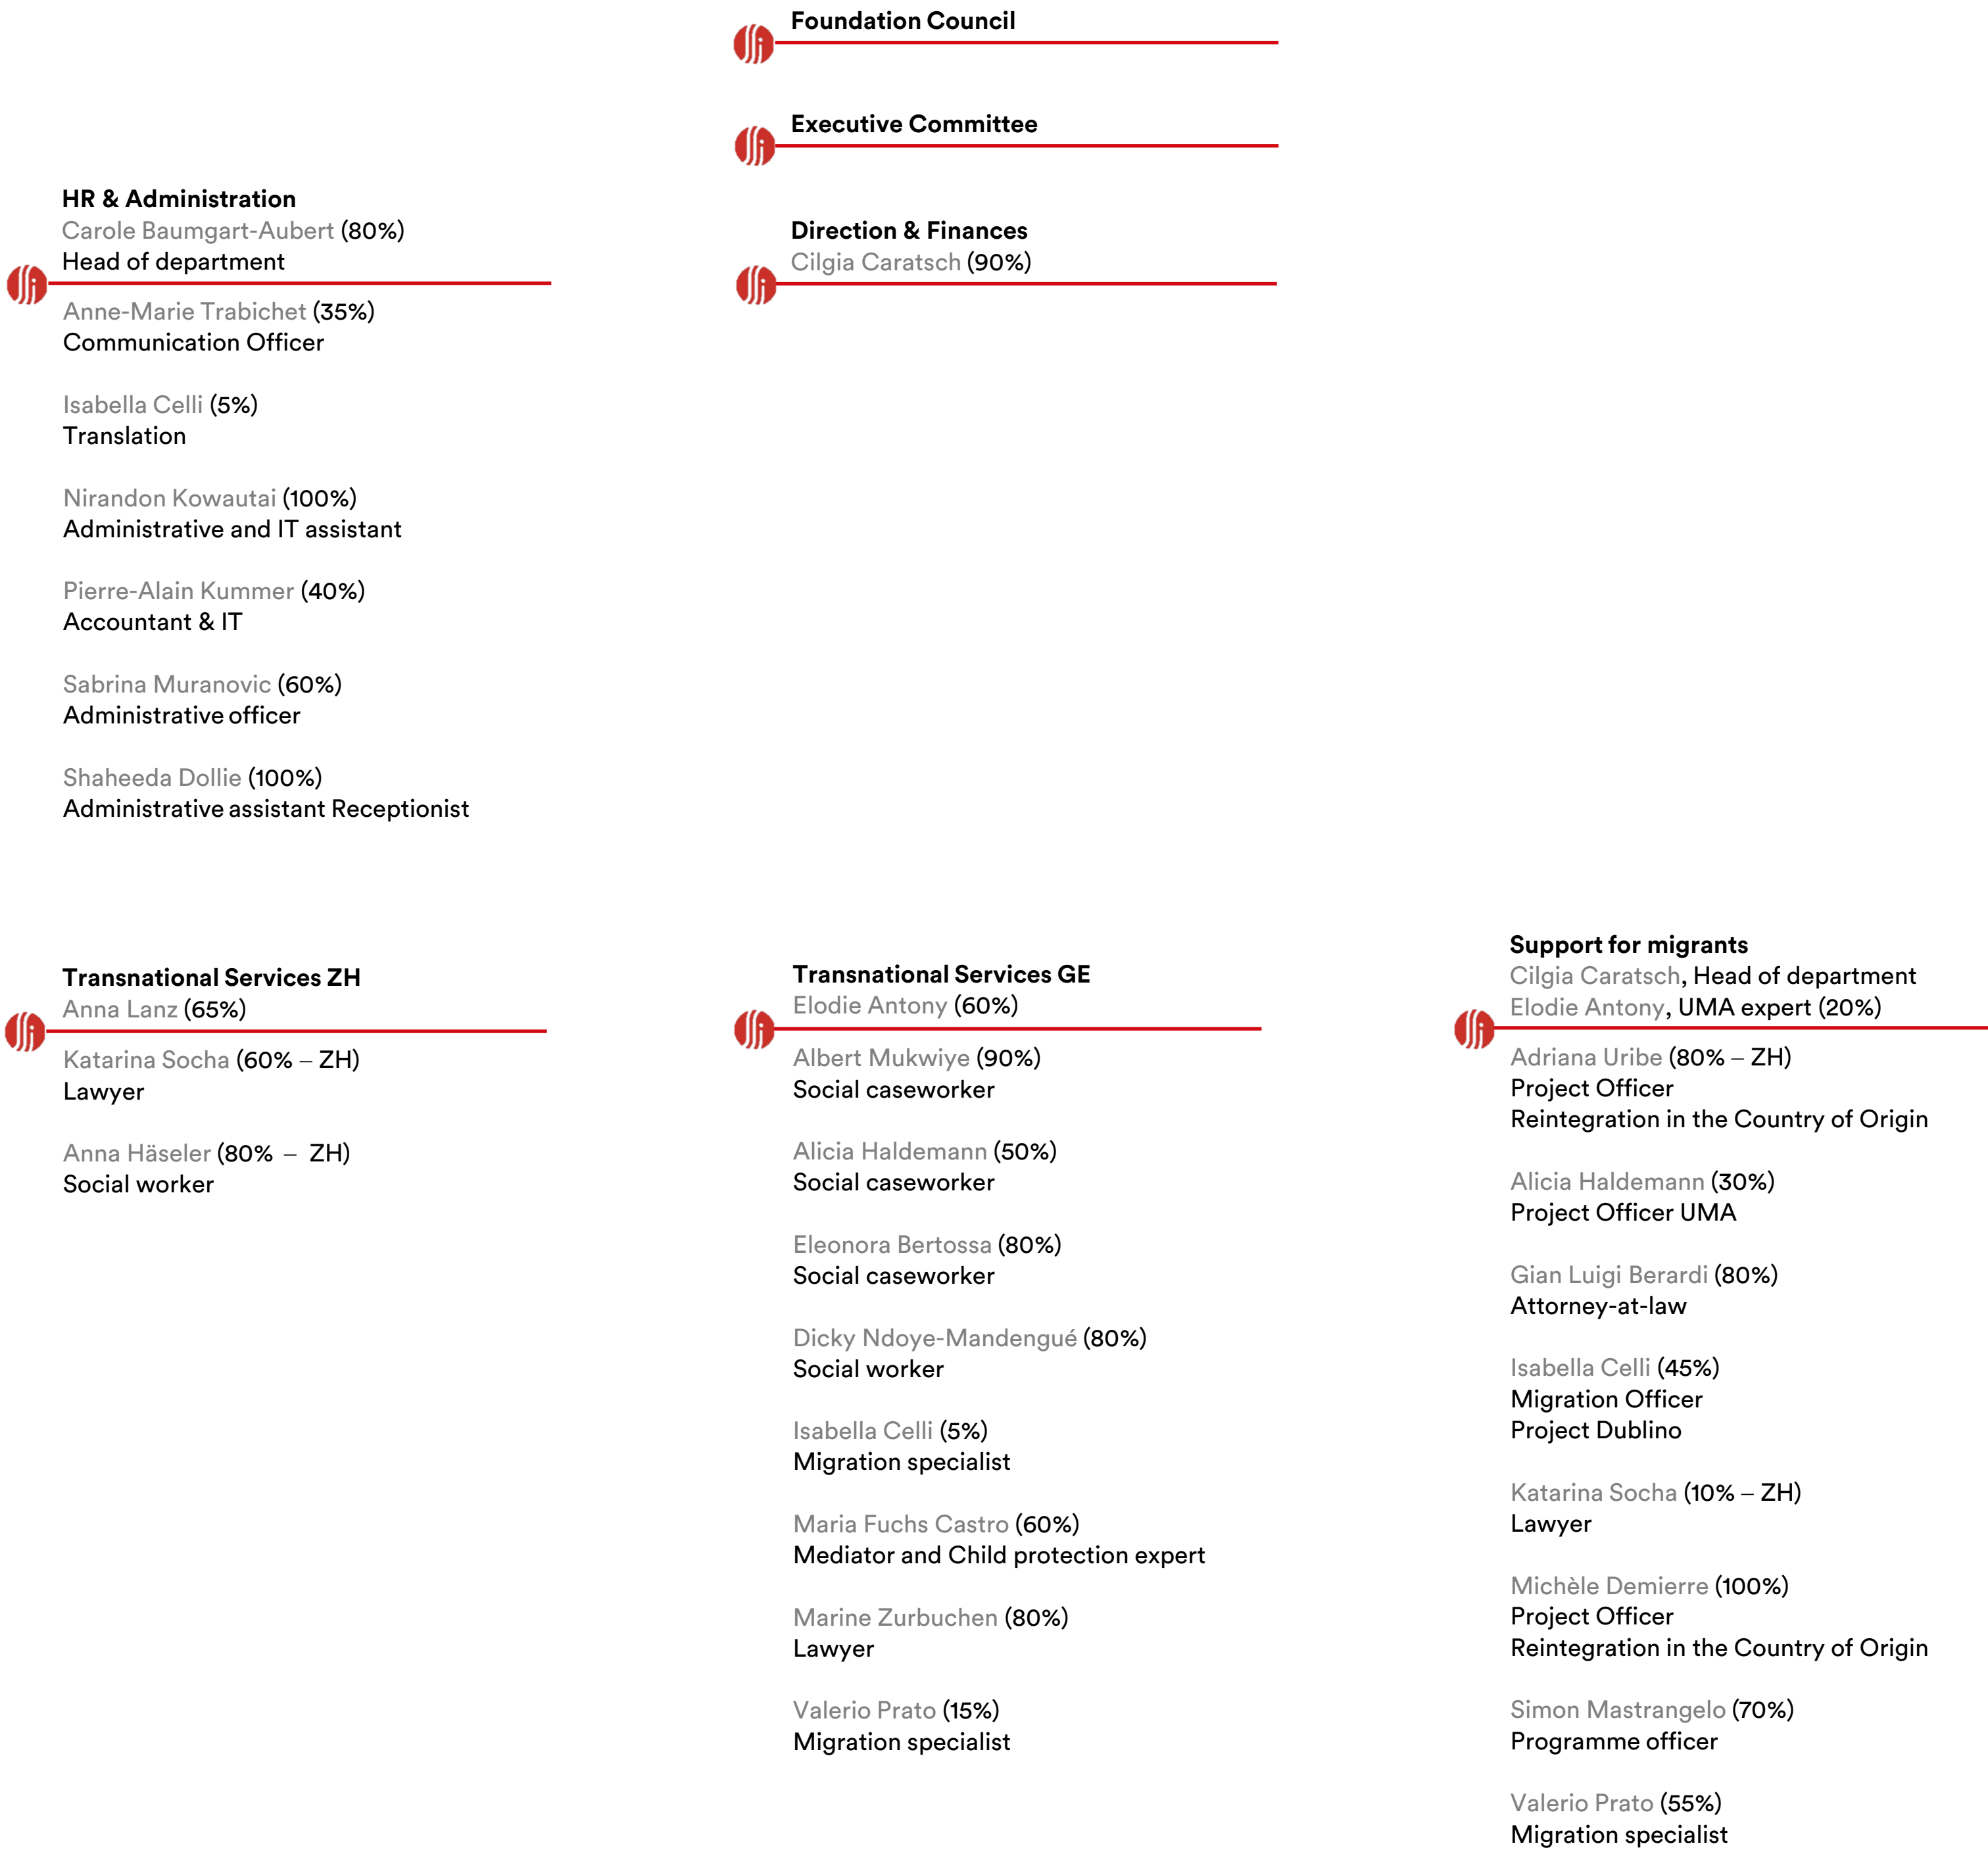 Foundation Council
Executive Committee
HR & Administration
Carole Baumgart-Aubert (80%)
Head of department
Anne-Marie Trabichet (35%)
Communication Officer
Isabella Celli (5%)
Translation
Nirandon Kowautai (100%)
Administrative and IT assistant
Pierre-Alain Kummer (40%)
Accountant & IT
Sabrina Muranovic (60%)
Administrative officer
Shaheeda Dollie (100%)
Administrative assistant Receptionist
Direction & Finances
Cilgia Caratsch (90%)
Transnational Services ZH
Anna Lanz (65%)
Katarina Socha (60% – ZH)
Lawyer
Anna Häseler (80% – ZH)
Social worker
Transnational Services GE
Elodie Antony (60%)
Albert Mukwiye (90%)
Social caseworker
Alicia Haldemann (50%)
Social caseworker
Eleonora Bertossa (80%)
Social caseworker
Dicky Ndoye-Mandengué (80%)
Social worker
Isabella Celli (5%)
Migration specialist
Maria Fuchs Castro (60%)
Mediator and Child protection expert
Marine Zurbuchen (80%)
Lawyer
Valerio Prato (15%)
Migration specialist
Support for migrants
Cilgia Caratsch, Head of department
Elodie Antony, UMA expert (20%)
Adriana Uribe (80% – ZH)
Project Officer
Reintegration in the Country of Origin
Alicia Haldemann (30%)
Project Officer UMA
Gian Luigi Berardi (80%)
Attorney-at-law
Isabella Celli (45%)
Migration Officer
Project Dublino
Katarina Socha (10% – ZH)
Lawyer
Michèle Demierre (100%)
Project Officer
Reintegration in the Country of Origin
Simon Mastrangelo (70%)
Programme officer
Valerio Prato (55%)
Migration specialist